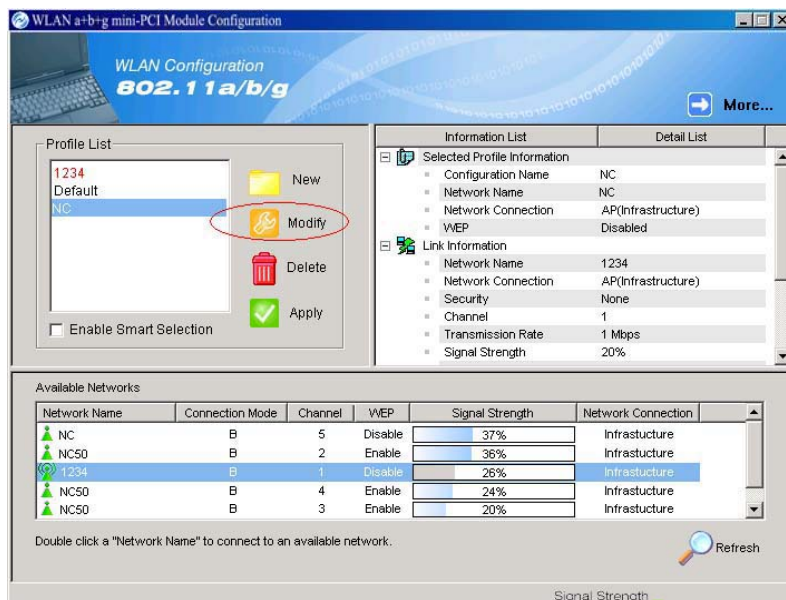 WLAN a+b+g mini-PCI Module Configuration
WLAN Configuration
802.11a/b/g
More...
Profile List
1234
Default
NC
New
Modify
Delete
Apply
Enable Smart Selection
Information List Detail List
Selected Profile Information
Configuration Name NC
Network Name NC
Network Connection AP(Infrastructure)
WEP Disabled
Link Information
Network Name 1234
Network Connection AP(Infrastructure)
Security None
Channel 1
Transmission Rate 1 Mbps
Signal Strength 20%
Available Networks
Network Name Connection Mode Channel WEP Signal Strength Network Connection
NC B 5 Disable 37% Infrastucture
NC50 B 2 Enable 36% Infrastucture
1234 B 1 Disable 26% Infrastucture
NC50 B 4 Enable 24% Infrastucture
NC50 B 3 Enable 20% Infrastucture
Double click a "Network Name" to connect to an available network.
Refresh
Signal Strength